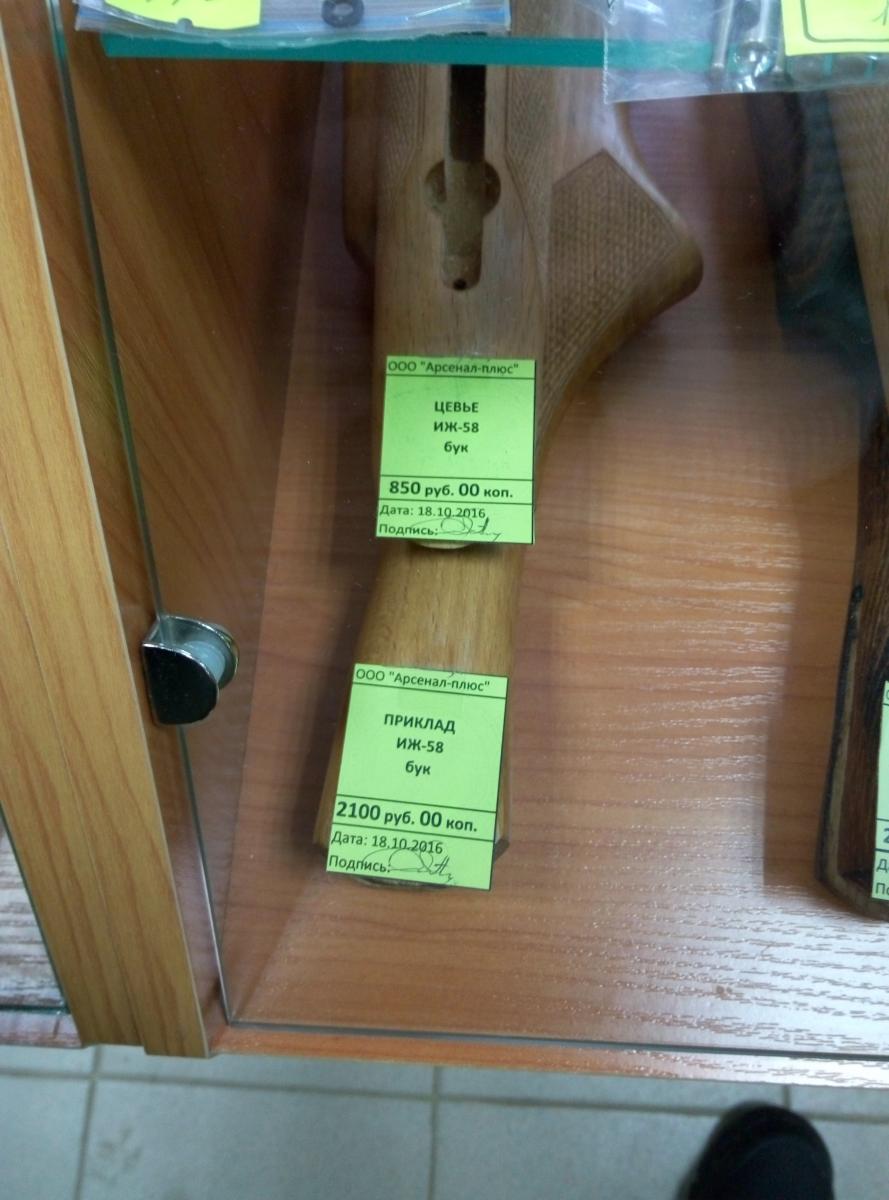 ООО "Арсенал-плюс"
ЦЕВЬЕ
ИЖ-58
бук
850 руб. 00 коп.
Дата: 18.10.2016
Подпись:
ООО "Арсенал-плюс"
ПРИКЛАД
ИЖ-58
бук
2100 руб. 00 коп.
Дата: 18.10.2016
Подпись: